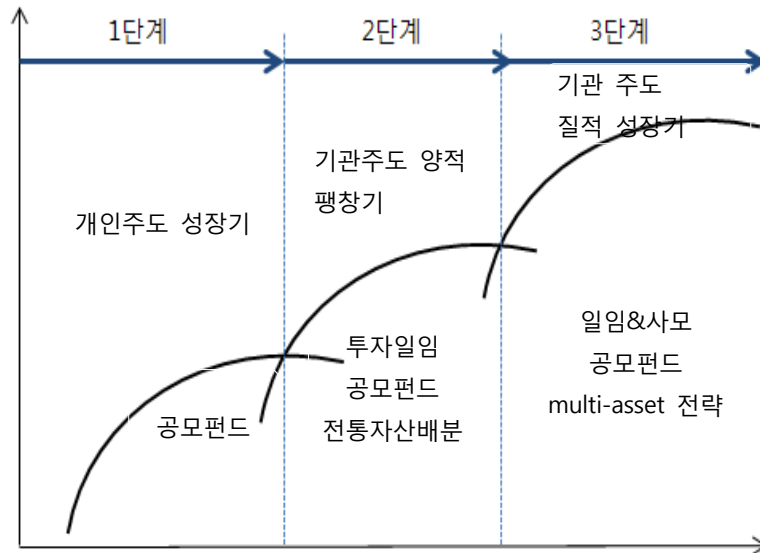 1단계
2단계
3단계
개인주도 성장기
기관주도 양적
팽창기
기관 주도
질적 성장기
공모펀드
투자일임
공모펀드
전통자산배분
일임&사모
공모펀드
multi-asset 전략